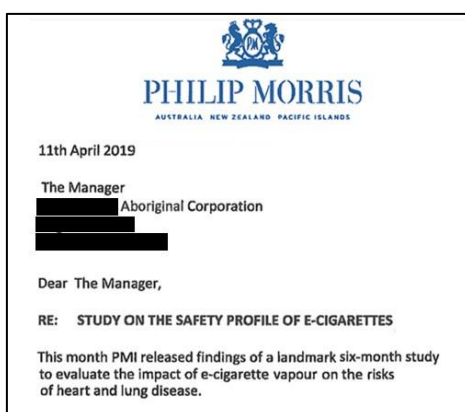 PM
PHILIP MORRIS
AUSTRALIA NEW ZEALAND PACIFIC ISLANDS
11th April 2019
The Manager
Aboriginal Corporation
Dear The Manager,
RE: STUDY ON THE SAFETY PROFILE OF E-CIGARETTES
This month PMI released findings of a landmark six-month study
to evaluate the impact of e-cigarette vapour on the risks
of heart and lung disease.